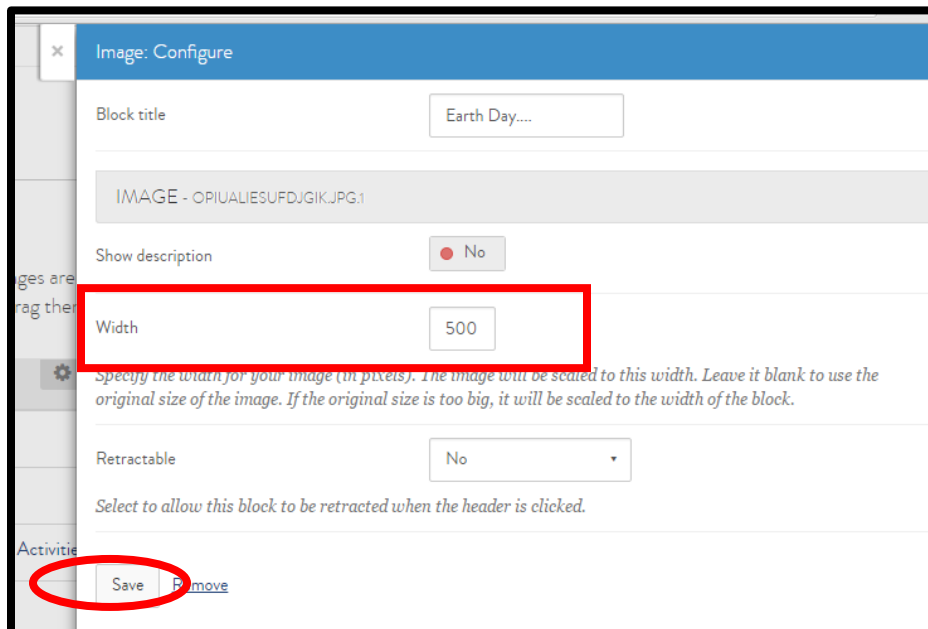 ×
Image: Configure
Block title
Earth Day....
IMAGE - OPIUALIESUFDJGIK.JPG.1
Show description
No
ages are
rag then
Width
500
Specify the width for your image (in pixels). The image will be scaled to this width. Leave it blank to use the
original size of the image. If the original size is too big, it will be scaled to the width of the block.
Retractable
No
Select to allow this block to be retracted when the header is clicked.
Activitie
Save
Remove